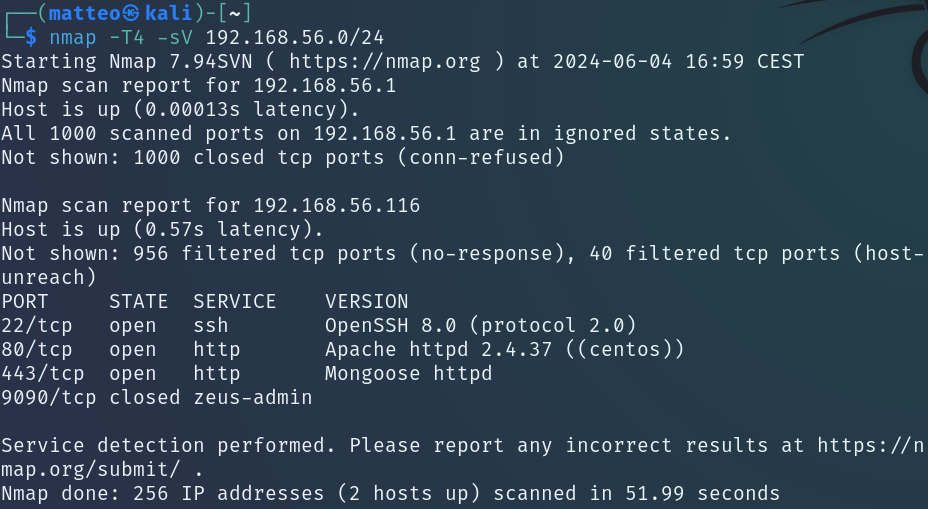 ┌──(matteo㉿kali)-[~]
└─$ nmap -T4 -sV 192.168.56.0/24
Starting Nmap 7.94SVN ( https://nmap.org ) at 2024-06-04 16:59 CEST
Nmap scan report for 192.168.56.1
Host is up (0.00013s latency).
All 1000 scanned ports on 192.168.56.1 are in ignored states.
Not shown: 1000 closed tcp ports (conn-refused)

Nmap scan report for 192.168.56.116
Host is up (0.57s latency).
Not shown: 956 filtered tcp ports (no-response), 40 filtered tcp ports (host-
unreach)
PORT     STATE  SERVICE    VERSION
22/tcp   open   ssh        OpenSSH 8.0 (protocol 2.0)
80/tcp   open   http       Apache httpd 2.4.37 ((centos))
443/tcp  open   http       Mongoose httpd
9090/tcp closed zeus-admin

Service detection performed. Please report any incorrect results at https://n
map.org/submit/ .
Nmap done: 256 IP addresses (2 hosts up) scanned in 51.99 seconds